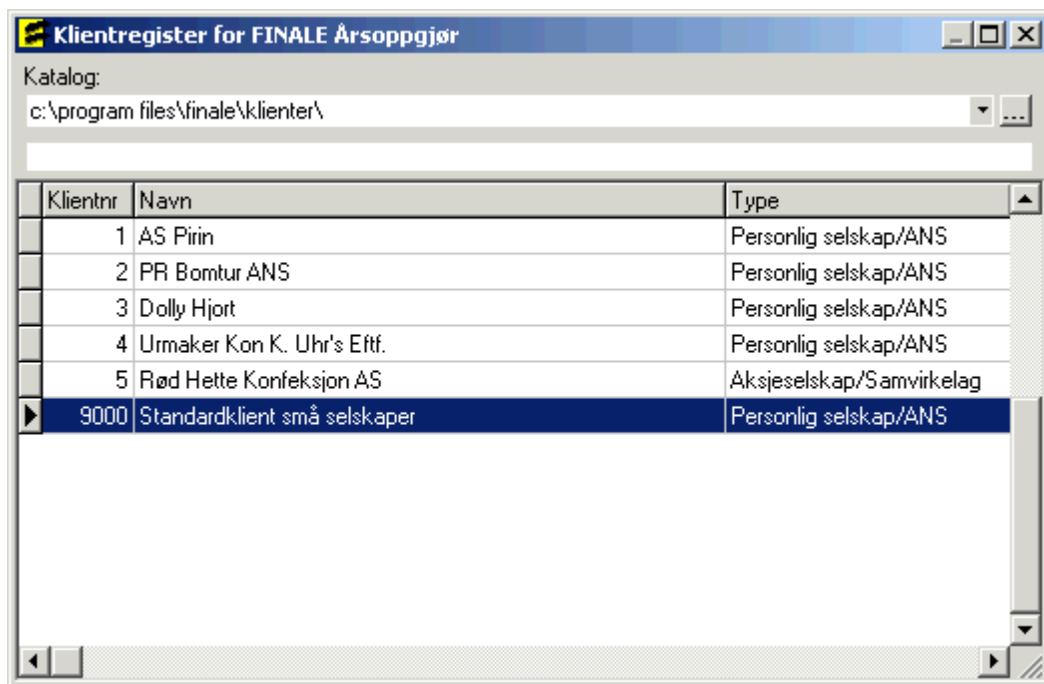 Klientregister for FINALE Årsoppgjør
Katalog:
c:\program files\finale\klienter\
...
Klientnr Navn Type
1 AS Pirin Personlig selskap/ANS
2 PR Bomtur ANS Personlig selskap/ANS
3 Dolly Hjort Personlig selskap/ANS
4 Urmaker Kon K. Uhr's Eftf. Personlig selskap/ANS
5 Rød Hette Konfeksjon AS Aksjeselskap/Samvirkelag
9000 Standardklient små selskaper Personlig selskap/ANS